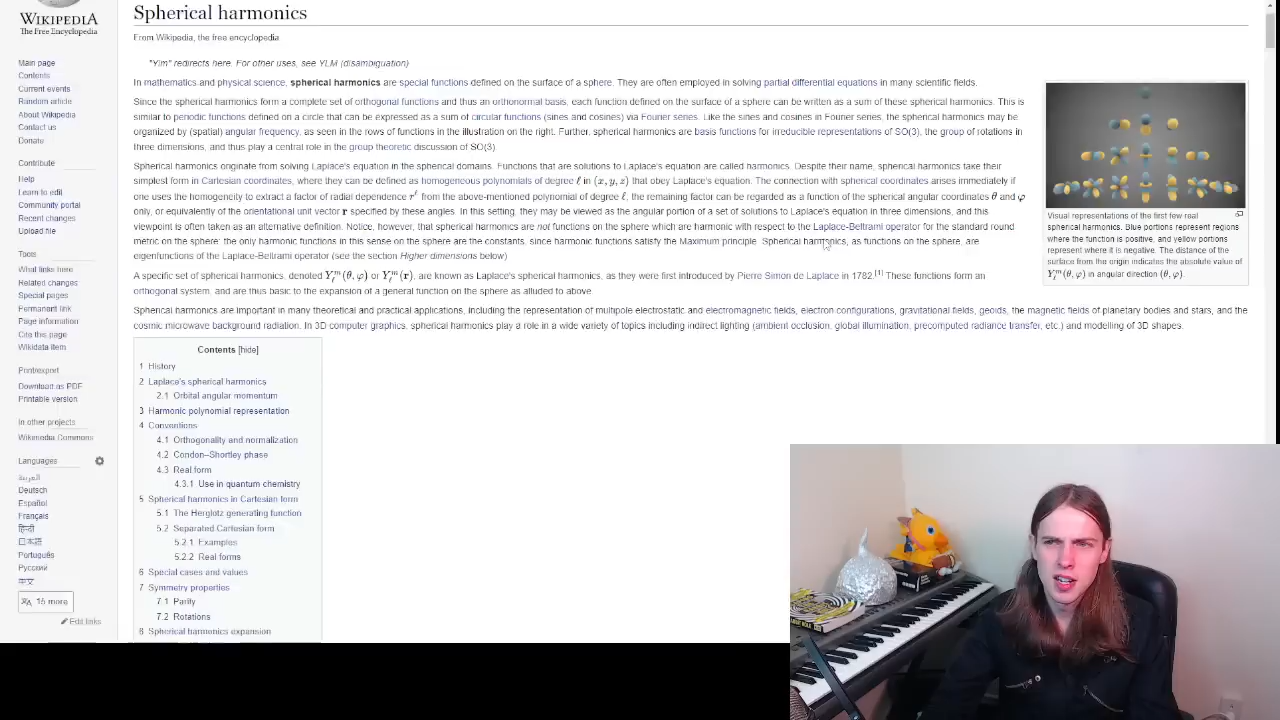 Spherical harmonics
WIKIPEDIA
The Free Encyclopedia
From Wikipedia, the free encyclopedia
"Ylm" redirects here. For other uses, see YLM (disambiguation)
Main page
Contents
Current events
Random article
About Wikipedia
Contact us
Donate
Contribute
Help
Learn to edit
Community portal
Recent changes
Upload file
Tools
What links here
Related changes
Special pages
Permanent link
Page information
Cite this page
Wikidata item
Print/export
Download as PDF
Printable version
In other projects
Wikimedia Commons
Languages
العربية
Deutsch
Español
Français
हिन्दी
日本語
Português
Русский
中文
15 more
Edit links
In mathematics and physical science, spherical harmonics are special functions defined on the surface of a sphere. They are often employed in solving partial differential equations in many scientific fields.
Since the spherical harmonics form a complete set of orthogonal functions and thus an orthonormal basis, each function defined on the surface of a sphere can be written as a sum of these spherical harmonics. This is
similar to periodic functions defined on a circle that can be expressed as a sum of circular functions (sines and cosines) via Fourier series. Like the sines and cosines in Fourier series, the spherical harmonics may be
organized by (spatial) angular frequency, as seen in the rows of functions in the illustration on the right. Further, spherical harmonics are basis functions for irreducible representations of SO(3), the group of rotations in
three dimensions, and thus play a central role in the group theoretic discussion of SO(3)
Spherical harmonics originate from solving Laplace's equation in the spherical domains. Functions that are solutions to Laplace's equation are called harmonics. Despite their name, spherical harmonics take their
simplest form in Cartesian coordinates, where they can be defined as homogeneous polynomials of degree ℓ in (x, y, z) that obey Laplace's equation. The connection with spherical coordinates arises immediately if
one uses the homogeneity to extract a factor of radial dependence r^ℓ from the above-mentioned polynomial of degree ℓ; the remaining factor can be regarded as a function of the spherical angular coordinates θ and φ
only, or equivalently of the orientational unit vector r specified by these angles. In this setting, they may be viewed as the angular portion of a set of solutions to Laplace's equation in three dimensions, and this
viewpoint is often taken as an alternative definition. Notice, however, that spherical harmonics are not functions on the sphere which are harmonic with respect to the Laplace-Beltrami operator for the standard round
metric on the sphere: the only harmonic functions in this sense on the sphere are the constants, since harmonic functions satisfy the Maximum principle. Spherical harmonics, as functions on the sphere, are
eigenfunctions of the Laplace-Beltrami operator (see the section Higher dimensions below)
A specific set of spherical harmonics, denoted Y_ℓ^m(θ, φ) or Y_ℓ^m(r), are known as Laplace's spherical harmonics, as they were first introduced by Pierre Simon de Laplace in 1782.[1] These functions form an
orthogonal system, and are thus basic to the expansion of a general function on the sphere as alluded to above.
Spherical harmonics are important in many theoretical and practical applications, including the representation of multipole electrostatic and electromagnetic fields, electron configurations, gravitational fields, geoids, the magnetic fields of planetary bodies and stars, and the
cosmic microwave background radiation. In 3D computer graphics, spherical harmonics play a role in a wide variety of topics including indirect lighting (ambient occlusion, global illumination, precomputed radiance transfer, etc.) and modelling of 3D shapes.
Visual representations of the first few real
spherical harmonics. Blue portions represent regions
where the function is positive, and yellow portions
represent where it is negative. The distance of the
surface from the origin indicates the absolute value of
Y_ℓ^m(θ, φ) in angular direction (θ, φ).
Contents [hide]
1 History
2 Laplace's spherical harmonics
2.1 Orbital angular momentum
3 Harmonic polynomial representation
4 Conventions
4.1 Orthogonality and normalization
4.2 Condon–Shortley phase
4.3 Real form
4.3.1 Use in quantum chemistry
5 Spherical harmonics in Cartesian form
5.1 The Herglotz generating function
5.2 Separated Cartesian form
5.2.1 Examples
5.2.2 Real forms
6 Special cases and values
7 Symmetry properties
7.1 Parity
7.2 Rotations
8 Spherical harmonics expansion